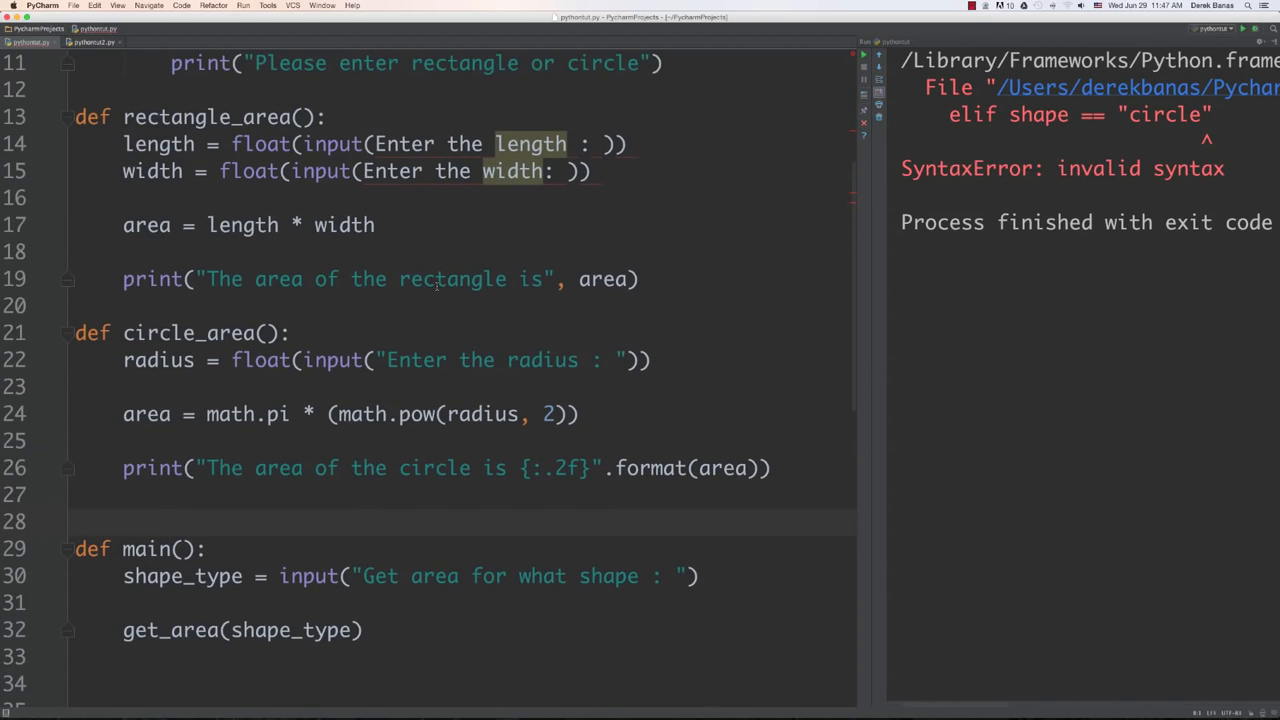 PyCharm File Edit View Navigate Code Refactor Run Tools VCS Window Help
Wed Jun 29 11:47 AM Derek Banas
pythontut.py - PycharmProjects - [~/PycharmProjects]
PycharmProjects pythontut.py
pythontut
pythontut.py pythontut2.py
Run: pythontut
11 print("Please enter rectangle or circle")
12
13 def rectangle_area():
14 length = float(input(Enter the length : ))
15 width = float(input(Enter the width: ))
16
17 area = length * width
18
19 print("The area of the rectangle is", area)
20
21 def circle_area():
22 radius = float(input("Enter the radius : "))
23
24 area = math.pi * (math.pow(radius, 2))
25
26 print("The area of the circle is {:.2f}".format(area))
27
28
29 def main():
30 shape_type = input("Get area for what shape : ")
31
32 get_area(shape_type)
33
34
/Library/Frameworks/Python.frame
File "/Users/derekbanas/Pychar
elif shape == "circle"
^
SyntaxError: invalid syntax
Process finished with exit code